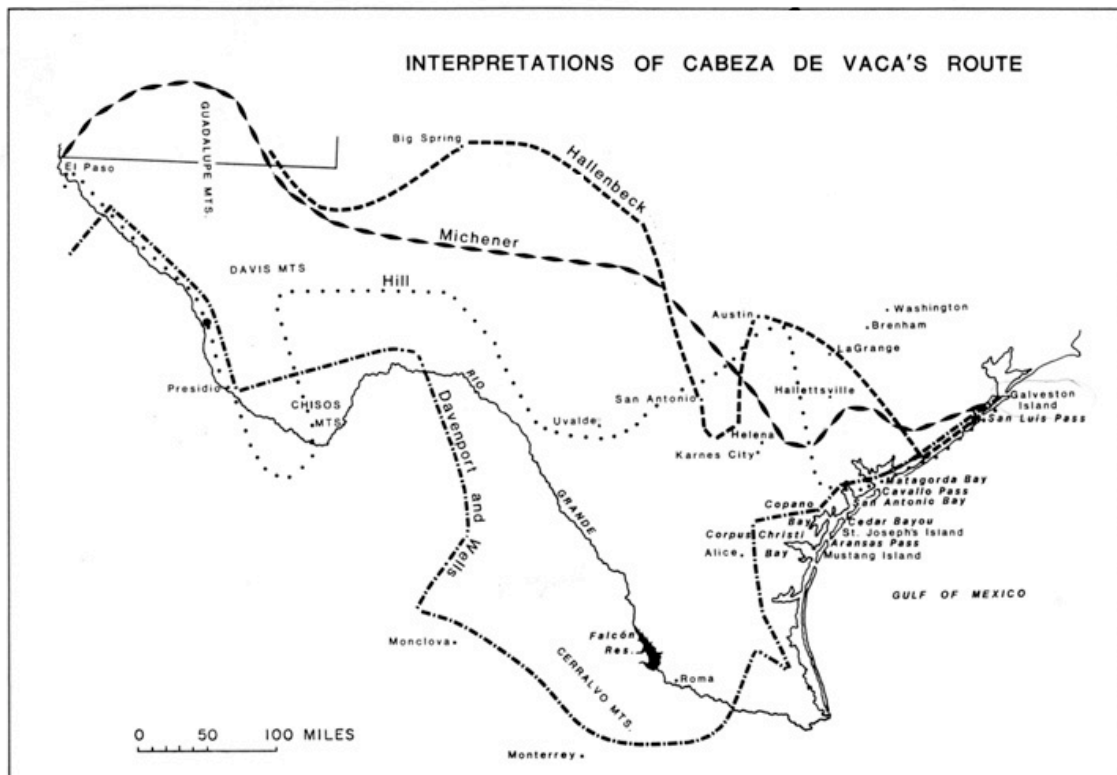 INTERPRETATIONS OF CABEZA DE VACA'S ROUTE
GUADALUPE MTS.
Big Spring
Hallenbeck
El Paso
Michener
DAVIS MTS
Hill
Austin
Washington
Brenham
LaGrange
Presidio
CHISOS
MTS.
RIO
GRANDE
Davenport and Wells
Uvalde
San Antonio
Hallettsville
Helena
Karnes City
Galveston
Island
San Luis Pass
Matagorda Bay
Cavallo Pass
San Antonio Bay
Copano
Bay
Cedar Bayou
St. Joseph's Island
Corpus Christi
Bay
Aransas Pass
Mustang Island
Alice
GULF OF MEXICO
Monclova
Falcón
Res.
CERRALVO MTS.
Roma
Monterrey
0 50 100 MILES